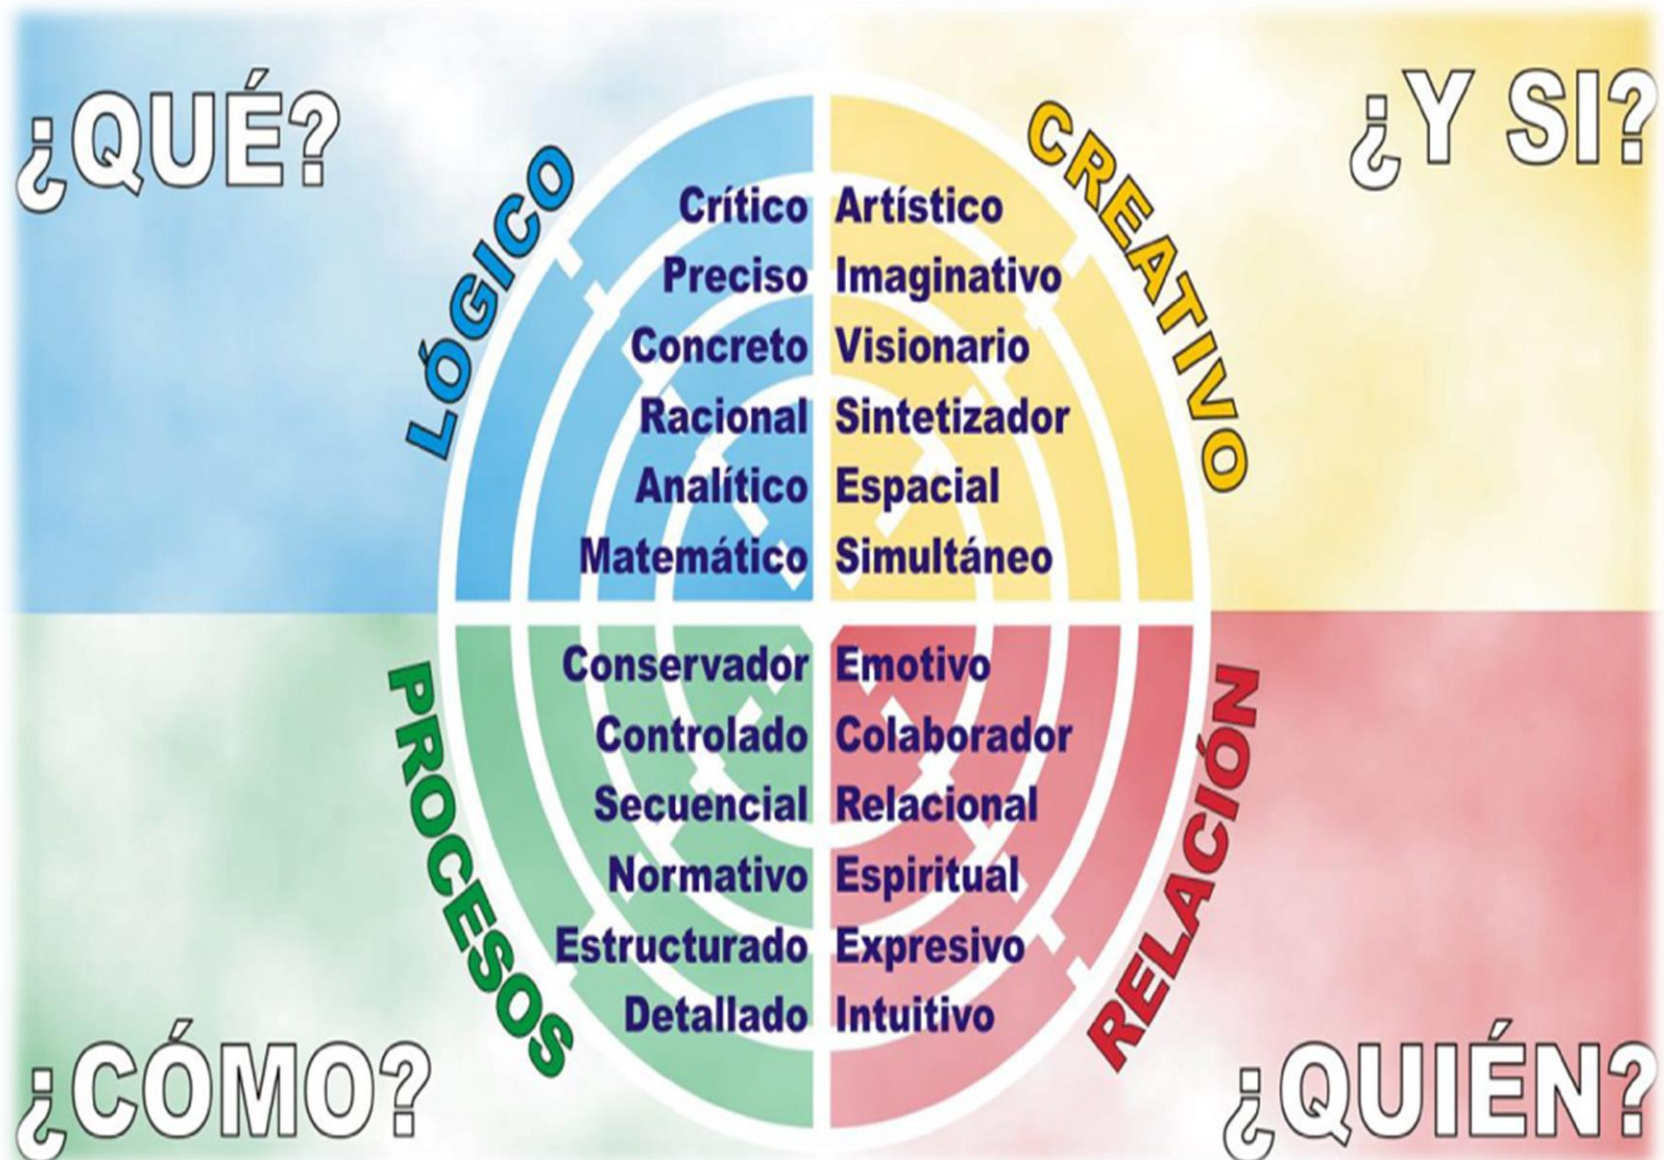 ¿QUÉ?
LÓGICO
Crítico
Preciso
Concreto
Racional
Analítico
Matemático
¿Y SI?
CREATIVO
Artístico
Imaginativo
Visionario
Sintetizador
Espacial
Simultáneo
PROCESOS
Conservador
Controlado
Secuencial
Normativo
Estructurado
Detallado
¿CÓMO?
RELACIÓN
Emotivo
Colaborador
Relacional
Espiritual
Expresivo
Intuitivo
¿QUIÉN?